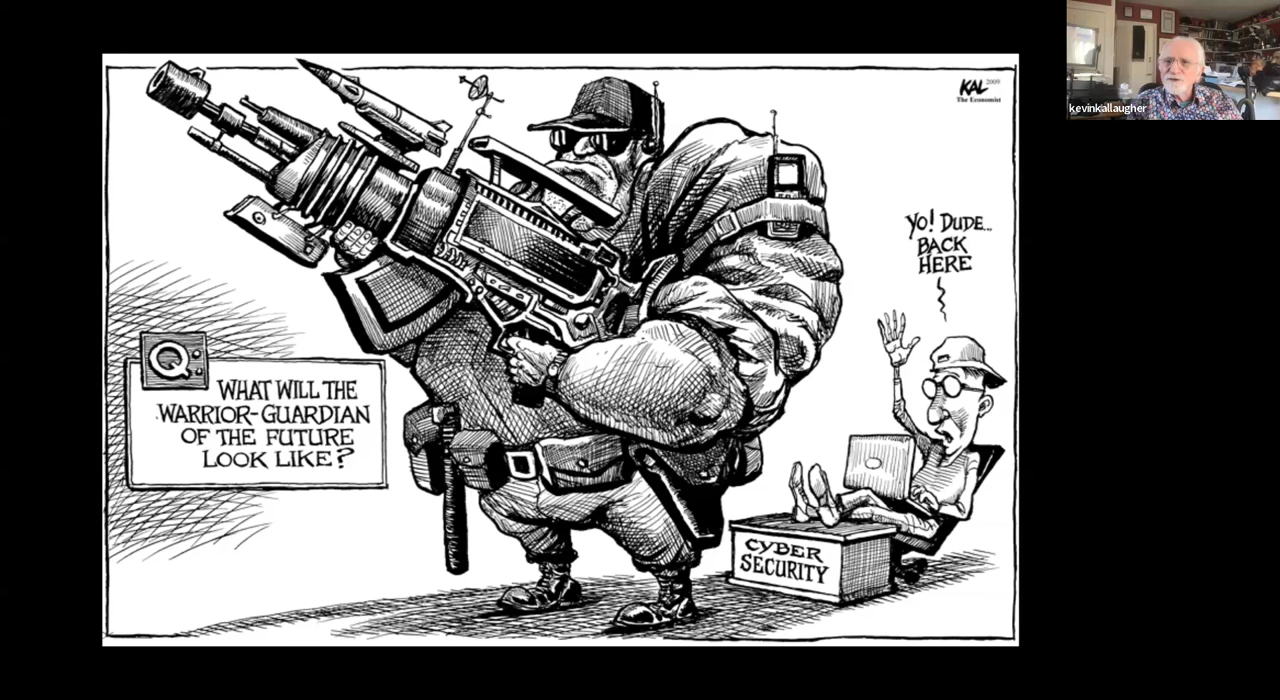 KAL 2009
The Economist
kevinkallaugher
YO! DUDE...
BACK
HERE
Q
WHAT WILL THE
WARRIOR-GUARDIAN
OF THE FUTURE
LOOK LIKE?
CYBER
SECURITY